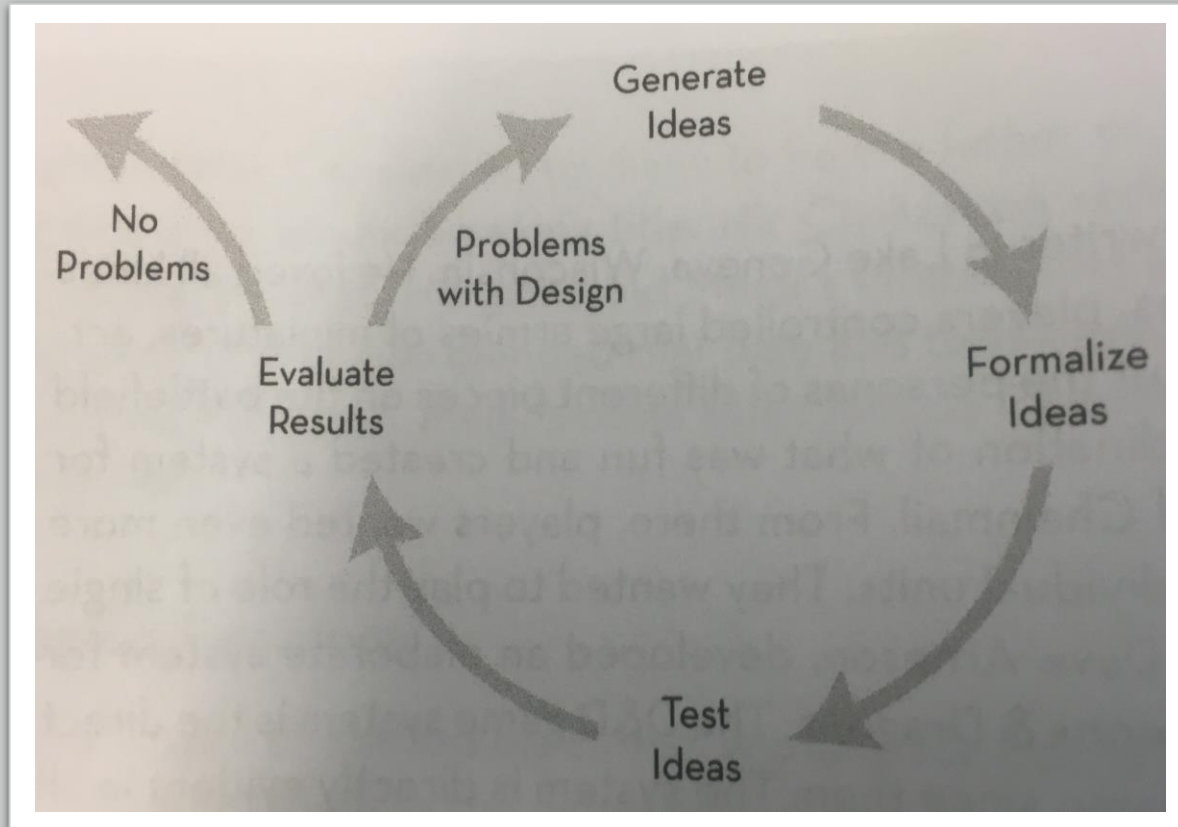 Generate
Ideas
No
Problems
Problems
with Design
Formalize
Ideas
Evaluate
Results
Test
Ideas